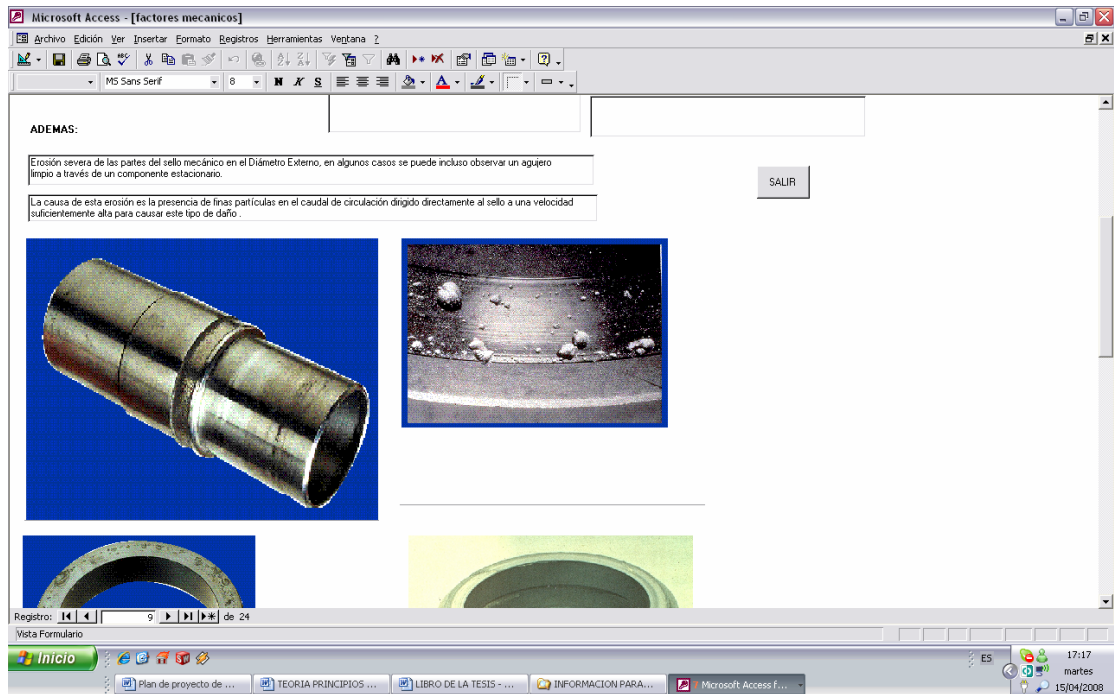 Microsoft Access - [factores mecanicos]
Archivo Edición Ver Insertar Formato Registros Herramientas Ventana ?
MS Sans Serif 8 N K S
ADEMAS:
Erosión severa de las partes del sello mecánico en el Diámetro Externo, en algunos casos se puede incluso observar un agujero
limpio a través de un componente estacionario.
SALIR
La causa de esta erosión es la presencia de finas partículas en el caudal de circulación dirigido directamente al sello a una velocidad
suficientemente alta para causar este tipo de daño .
Registro: 9 de 24
Vista Formulario
Inicio
ES
17:17
martes
15/04/2008
Plan de proyecto de ...
TEORIA PRINCIPIOS ...
LIBRO DE LA TESIS - ...
INFORMACION PARA...
Microsoft Access f...